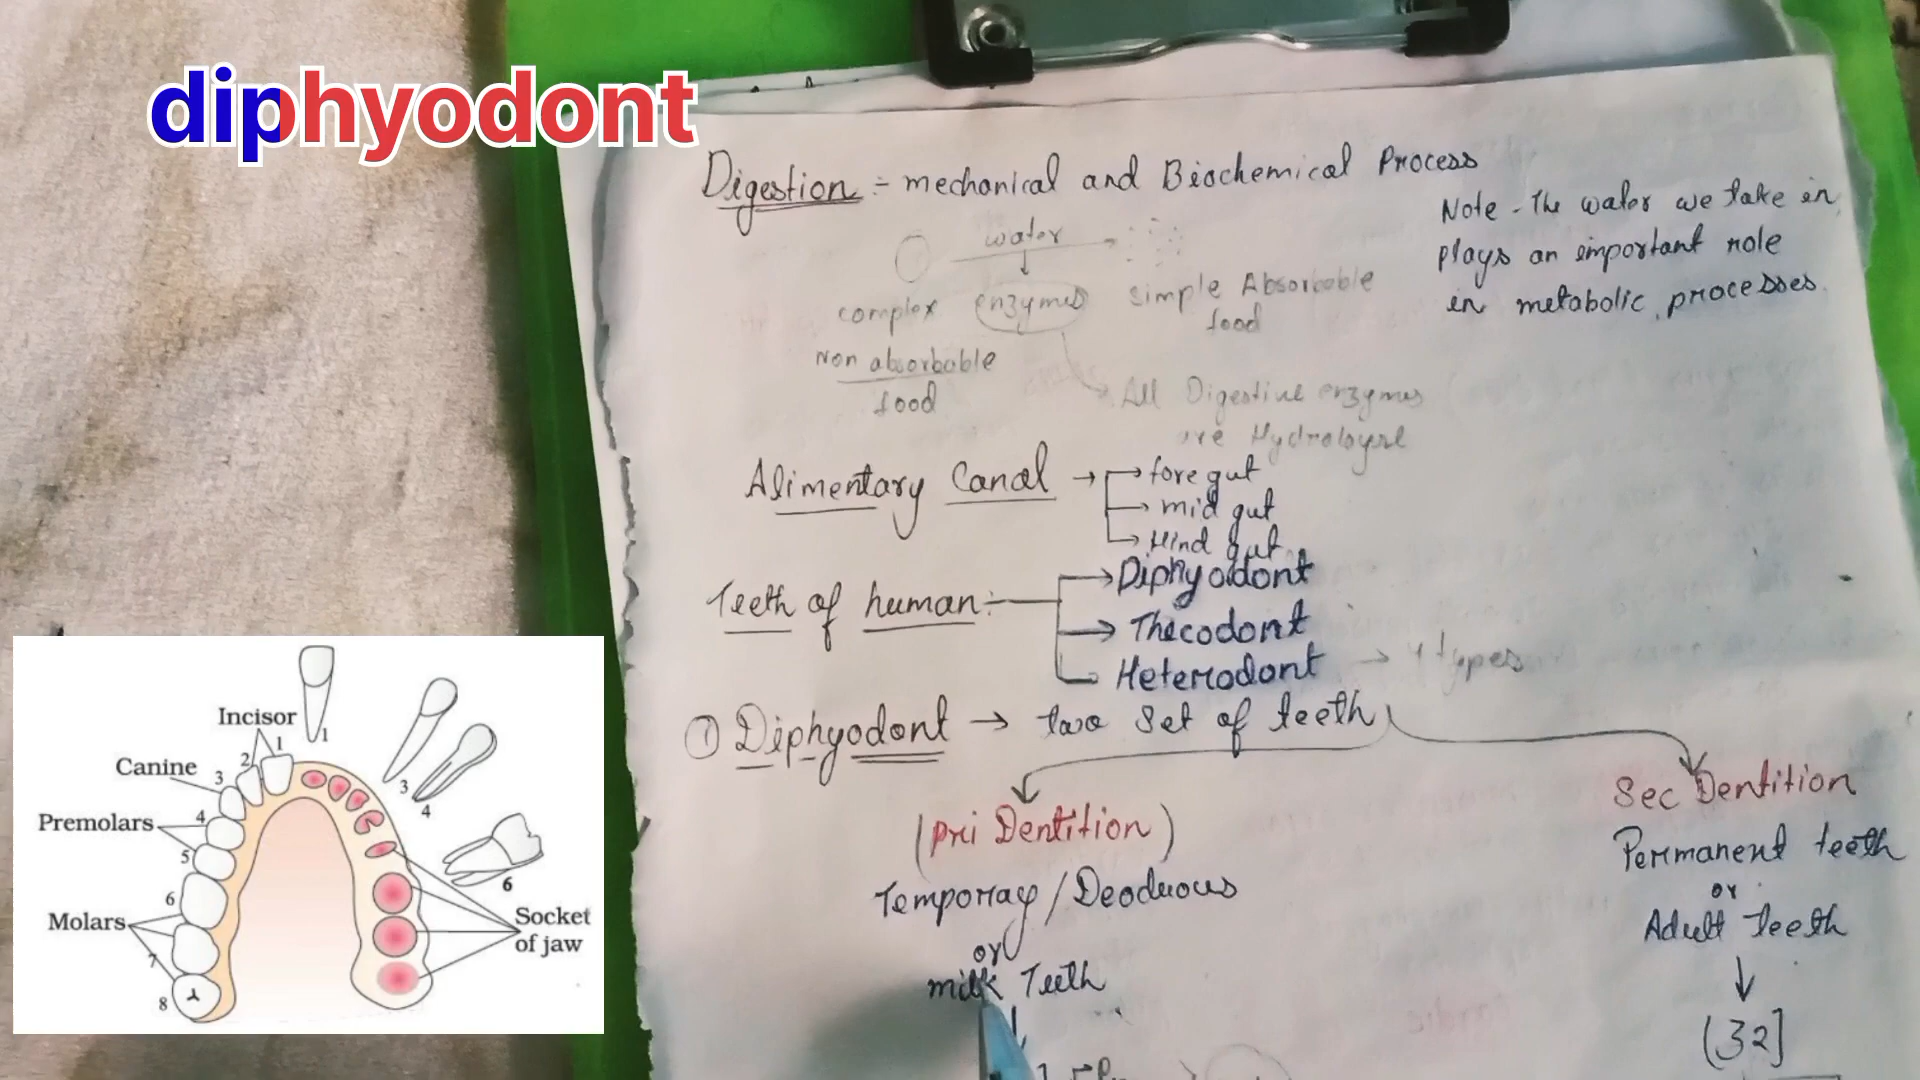 diphyodont
Digestion :- mechanical and Biochemical Process
Note - The water we take in
plays an important role
in metabolic processes.
water
complex enzymes simple Absorbable
food
Non absorbable
food
All Digestive enzymes
are Hydrolayse
Alimentary Canal → fore gut
→ mid gut
→ Hind gut
Teeth of human :- → Diphyodont
→ Thecodont
Heterodont → 4 types
① Diphyodont → two set of teeth
(Pri Dentition)
Temporay / Deoduous
or
milk Teeth
Sec Dentition
Permanent teeth
or
Adult teeth
(32]
Incisor
1
1
2
Canine
3
3
4
Premolars
4
5
6
6
Molars
7
8
Socket
of jaw